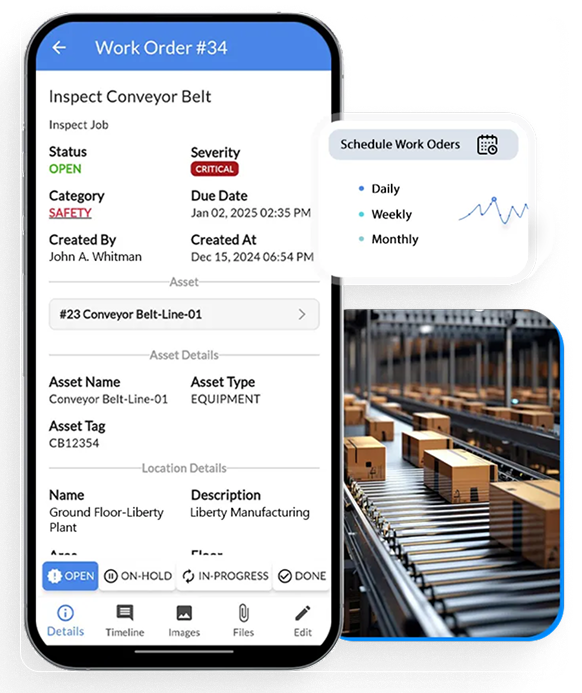 Work Order #34
Inspect Conveyor Belt
Inspect Job
Status
OPEN
Severity
CRITICAL
Category
SAFETY
Due Date
Jan 02, 2025 02:35 PM
Created By
John A. Whitman
Created At
Dec 15, 2024 06:54 PM
Asset
#23 Conveyor Belt-Line-01
Asset Details
Asset Name
Conveyor Belt-Line-01
Asset Type
EQUIPMENT
Asset Tag
CB12354
Location Details
Name
Ground Floor-Liberty
Plant
Description
Liberty Manufacturing
OPEN
ON-HOLD
IN-PROGRESS
DONE
Details
Timeline
Images
Files
Edit
Schedule Work Oders
Daily
Weekly
Monthly